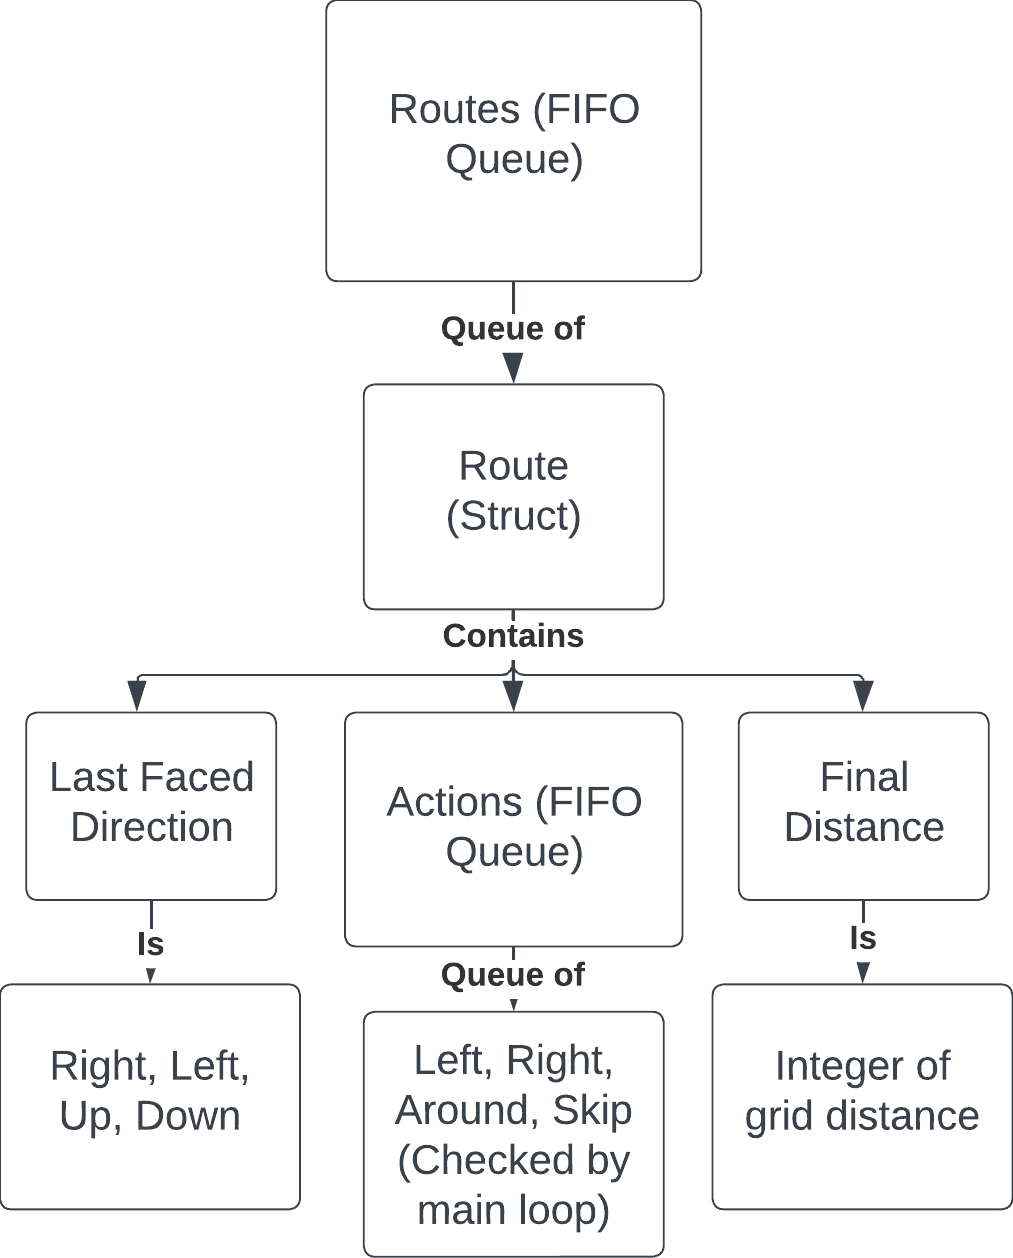 Routes (FIFO
Queue)
Queue of
Route
(Struct)
Contains
Last Faced
Direction
Actions (FIFO
Queue)
Final
Distance
Is
Queue of
Is
Right, Left,
Up, Down
Left, Right,
Around, Skip
(Checked by
main loop)
Integer of
grid distance